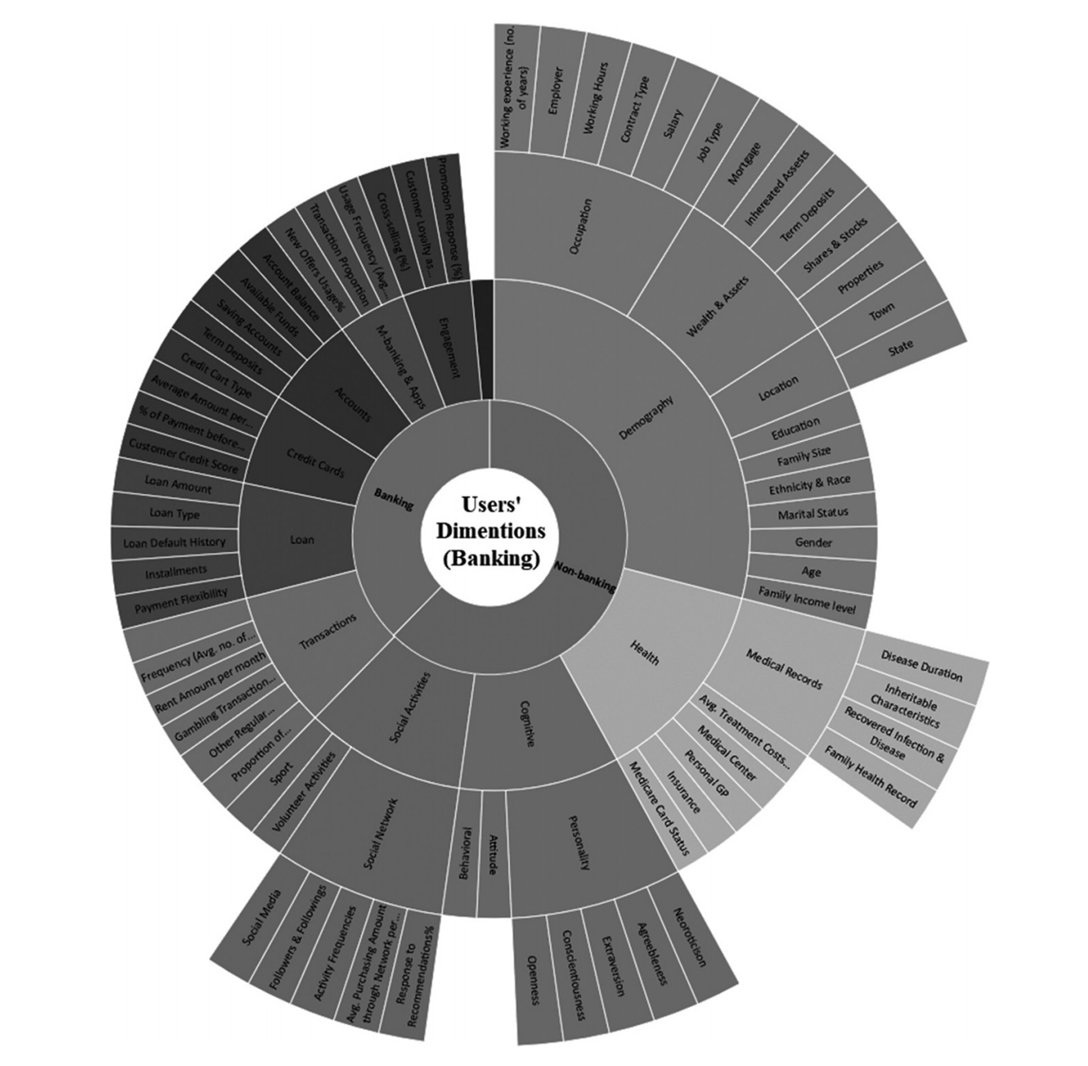 Users'
Dimentions
(Banking)
Non-banking
Demography
Occupation
Working experience (no.
of years)
Employer
Working Hours
Contract Type
Salary
Job Type
Wealth & Assets
Mortgage
Inhereated Assests
Term Deposits
Shares & Stocks
Properties
Location
Town
State
Education
Family Size
Ethnicity & Race
Marital Status
Gender
Age
Family Income level
Health
Medical Records
Disease Duration
Inheritable
Characteristics
Recovered Infection &
Disease
Family Health Record
Avg. Treatment Costs...
Medical Center
Personal GP
Insurance
Medicare Card Status
Cognitive
Personality
Neoroticison
Agreebleness
Extraversion
Conscientiousness
Openness
Attitude
Behavioral
Social Activities
Social Network
Response to
Recommendations%
Avg. Purchasing Amount
through Network per...
Activity Frequencies
Followers & Followings
Social Media
Volunteer Activities
Sport
Banking
Transactions
Proportion of...
Other Regular...
Gambling Transaction...
Rent Amount per month
Frequency (Avg. no. of...
Loan
Payment Flexibility
Installments
Loan Default History
Loan Type
Loan Amount
Credit Cards
Customer Credit Score
% of Payment before...
Average Amount per...
Credit Cart Type
Accounts
Term Deposits
Saving Accounts
Available Funds
Account Balance
M-banking & Apps
New Offers Usage%
Transaction Proportion
Usage Frequency (Avg...
Engagement
Cross-selling (%)
Customer Loyalty as...
Promotion Response (%)